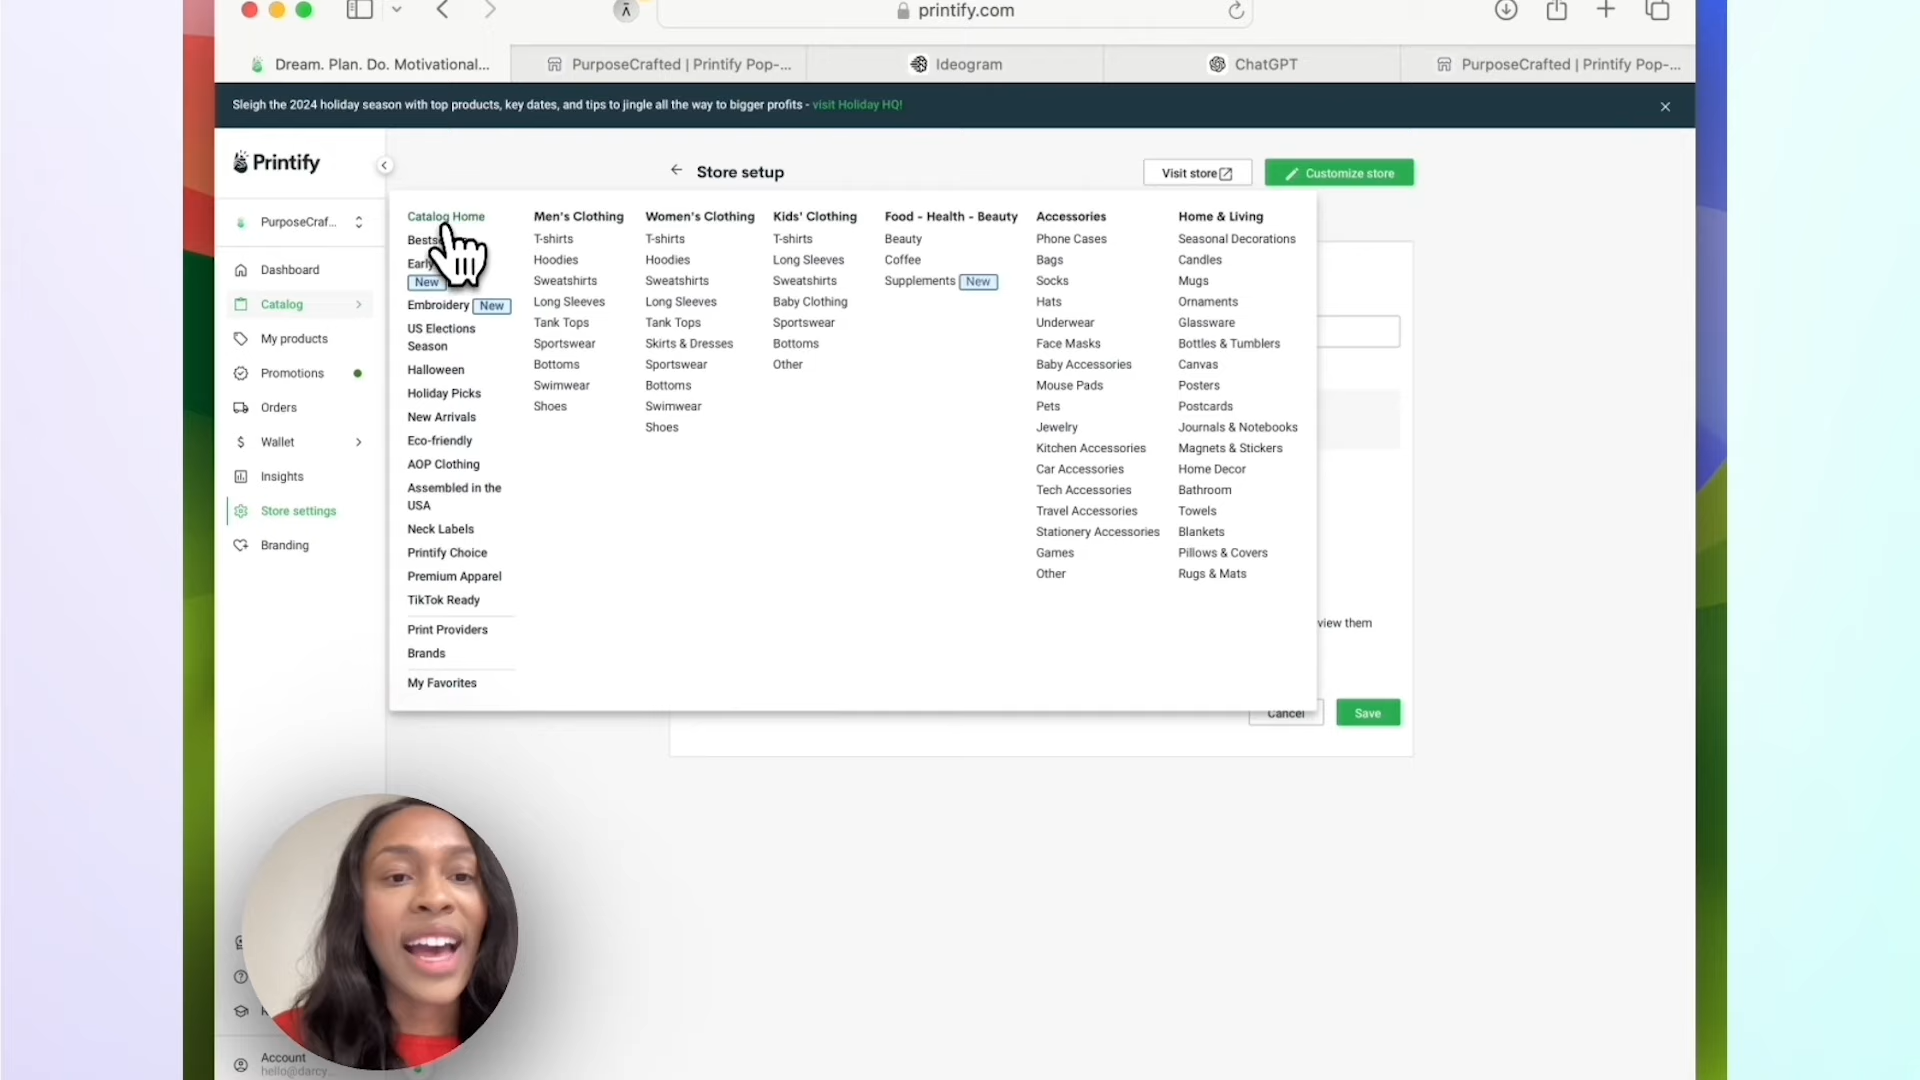 printify.com
Dream. Plan. Do. Motivational...
PurposeCrafted | Printify Pop-...
Ideogram
ChatGPT
PurposeCrafted | Printify Pop-...
Sleigh the 2024 holiday season with top products, key dates, and tips to jingle all the way to bigger profits - visit Holiday HQ!
Printify
Store setup
Visit store
Customize store
PurposeCraf...
Dashboard
Catalog
My products
Promotions
Orders
Wallet
Insights
Store settings
Branding
Catalog Home
New
Embroidery New
US Elections
Season
Halloween
Holiday Picks
New Arrivals
Eco-friendly
AOP Clothing
Assembled in the
USA
Neck Labels
Printify Choice
Premium Apparel
TikTok Ready
Print Providers
Brands
My Favorites
Men's Clothing
T-shirts
Hoodies
Sweatshirts
Long Sleeves
Tank Tops
Sportswear
Bottoms
Swimwear
Shoes
Women's Clothing
T-shirts
Hoodies
Sweatshirts
Long Sleeves
Tank Tops
Skirts & Dresses
Sportswear
Bottoms
Swimwear
Shoes
Kids' Clothing
T-shirts
Long Sleeves
Sweatshirts
Baby Clothing
Sportswear
Bottoms
Other
Food - Health - Beauty
Beauty
Coffee
Supplements New
Accessories
Phone Cases
Bags
Socks
Hats
Underwear
Face Masks
Baby Accessories
Mouse Pads
Pets
Jewelry
Kitchen Accessories
Car Accessories
Tech Accessories
Travel Accessories
Stationery Accessories
Games
Other
Home & Living
Seasonal Decorations
Candles
Mugs
Ornaments
Glassware
Bottles & Tumblers
Canvas
Posters
Postcards
Journals & Notebooks
Magnets & Stickers
Home Decor
Bathroom
Towels
Blankets
Pillows & Covers
Rugs & Mats
view them
Cancel
Save
Account
hello@darcy...